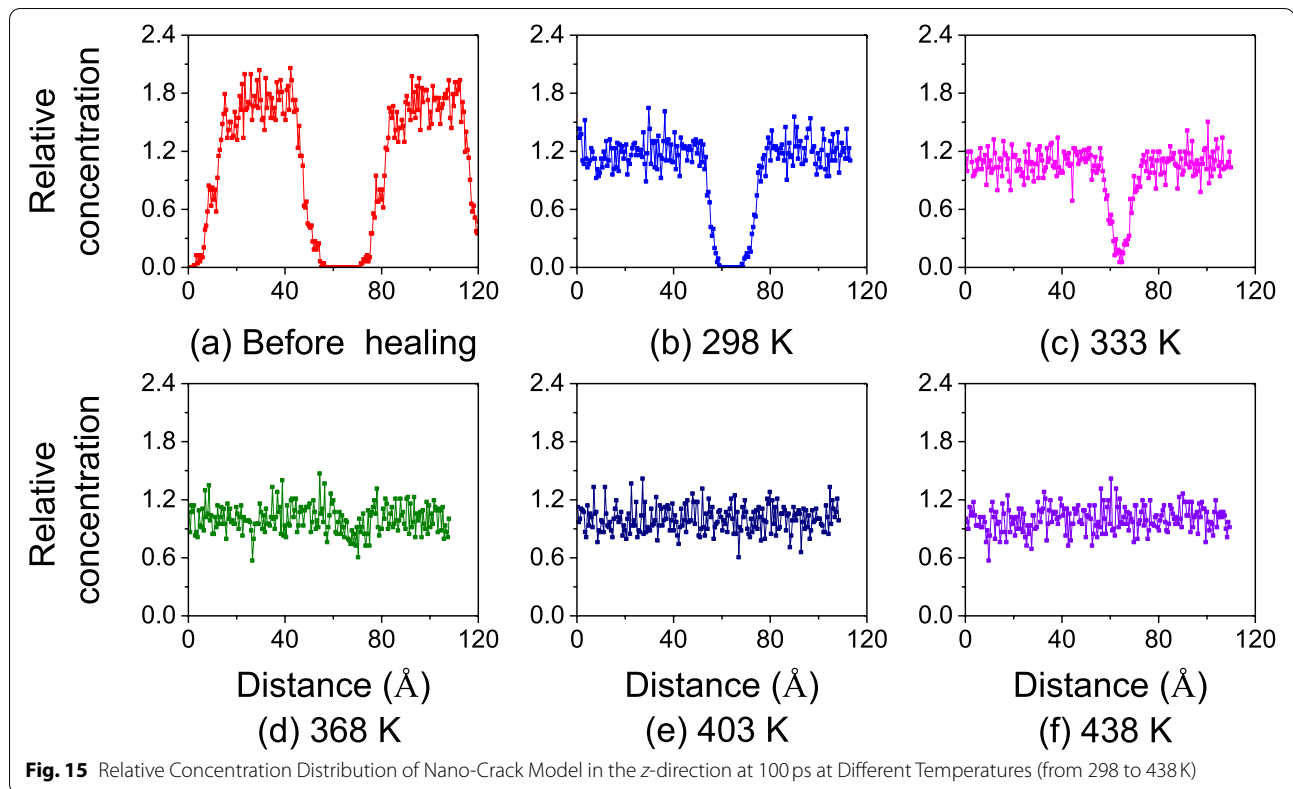 Relative
concentration
2.4
1.8
1.2
0.6
0.0
0 40 80 120
(a) Before healing
2.4
1.8
1.2
0.6
0.0
0 40 80 120
(b) 298 K
2.4
1.8
1.2
0.6
0.0
0 40 80 120
(c) 333 K
Relative
concentration
2.4
1.8
1.2
0.6
0.0
0 40 80 120
Distance (Å)
(d) 368 K
2.4
1.8
1.2
0.6
0.0
0 40 80 120
Distance (Å)
(e) 403 K
2.4
1.8
1.2
0.6
0.0
0 40 80 120
Distance (Å)
(f) 438 K
Fig. 15 Relative Concentration Distribution of Nano-Crack Model in the z-direction at 100 ps at Different Temperatures (from 298 to 438 K)